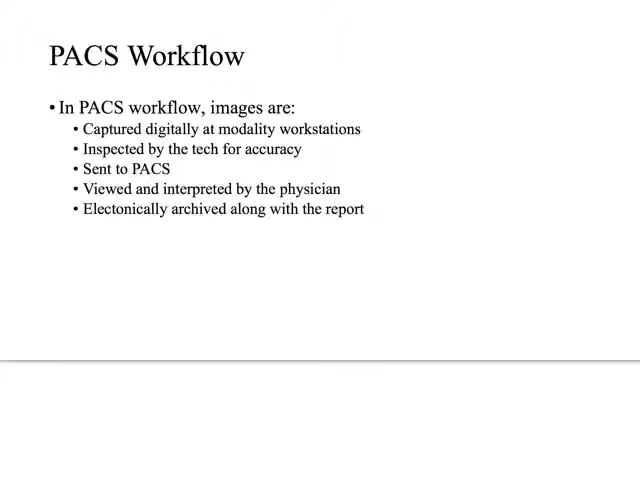 PACS Workflow
• In PACS workflow, images are:
• Captured digitally at modality workstations
• Inspected by the tech for accuracy
• Sent to PACS
• Viewed and interpreted by the physician
• Electonically archived along with the report